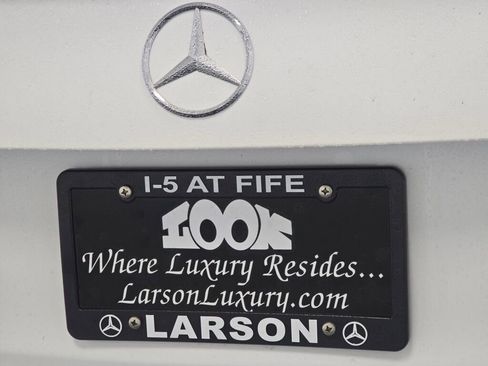 I-5 AT FIFE
LOOK
Where Luxury Resides...
LarsonLuxury.com
LARSON